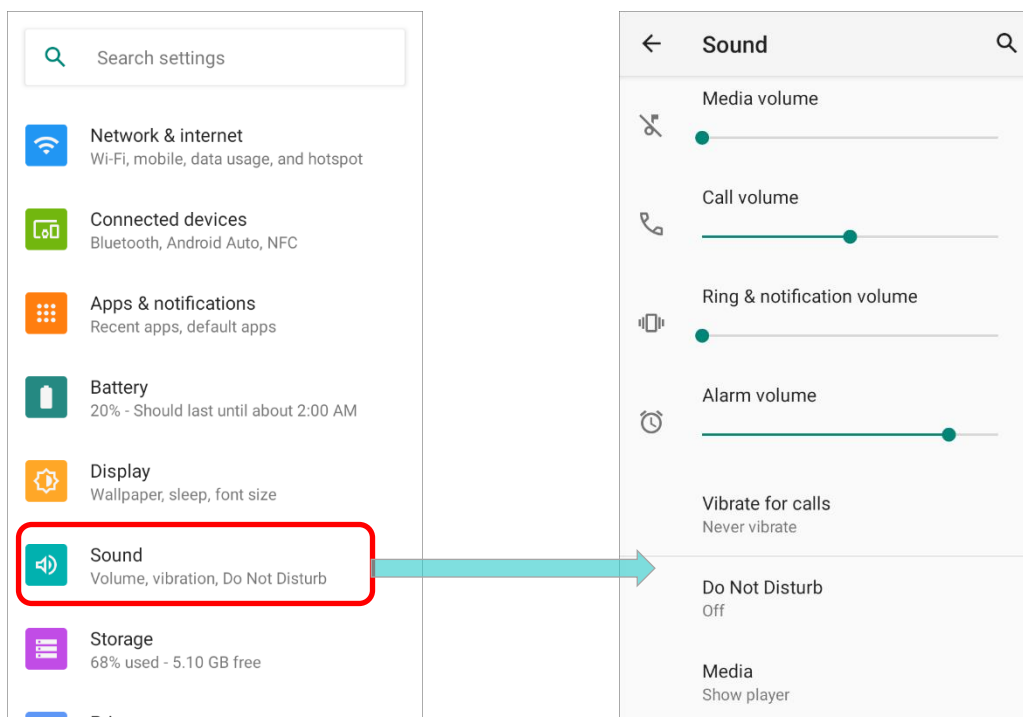 Search settings
Network & internet
Wi-Fi, mobile, data usage, and hotspot
Connected devices
Bluetooth, Android Auto, NFC
Apps & notifications
Recent apps, default apps
Battery
20% - Should last until about 2:00 AM
Display
Wallpaper, sleep, font size
Sound
Volume, vibration, Do Not Disturb
Storage
68% used - 5.10 GB free
Sound
Media volume
Call volume
Ring & notification volume
Alarm volume
Vibrate for calls
Never vibrate
Do Not Disturb
Off
Media
Show player